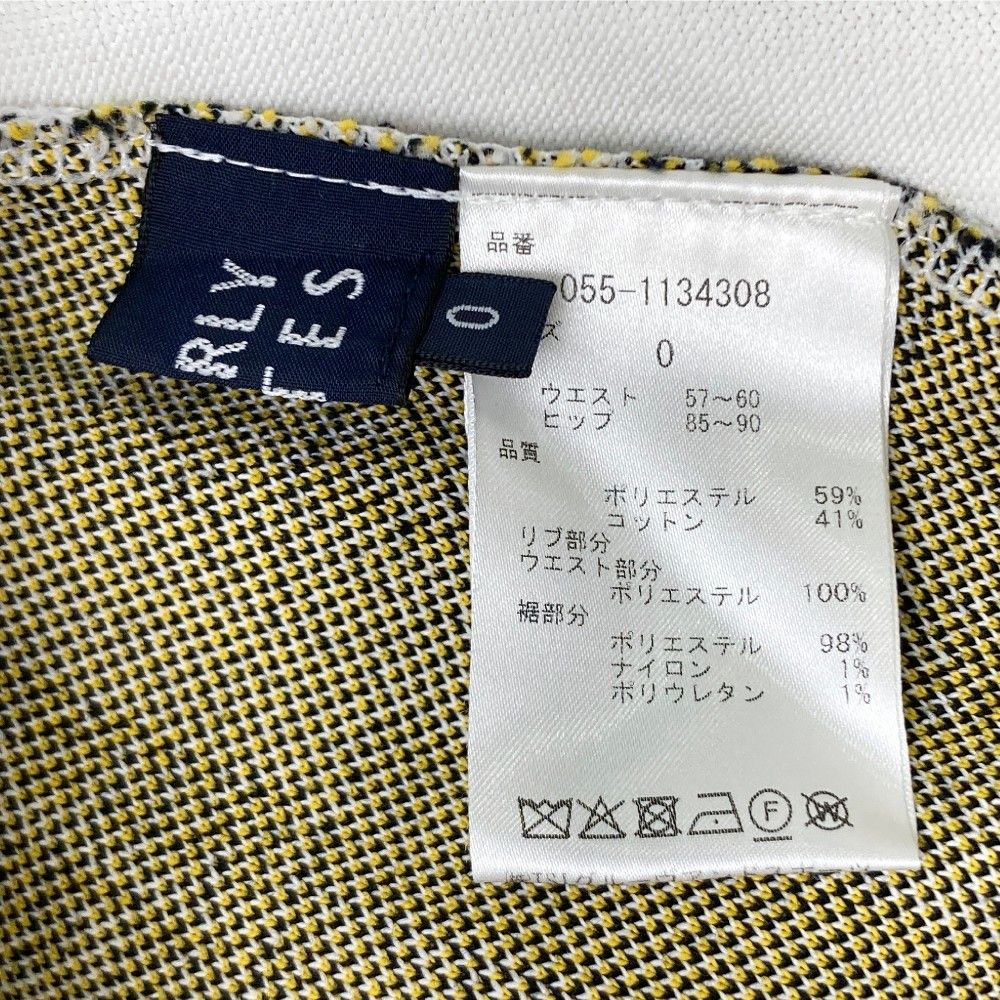 RLY
ES
0
品番
055-1134308
ズ
0
ウエスト 57～60
ヒップ 85～90
品質
ポリエステル 59%
コットン 41%
リブ部分
ウエスト部分
ポリエステル 100%
裾部分
ポリエステル 98%
ナイロン 1%
ポリウレタン 1%
F
W